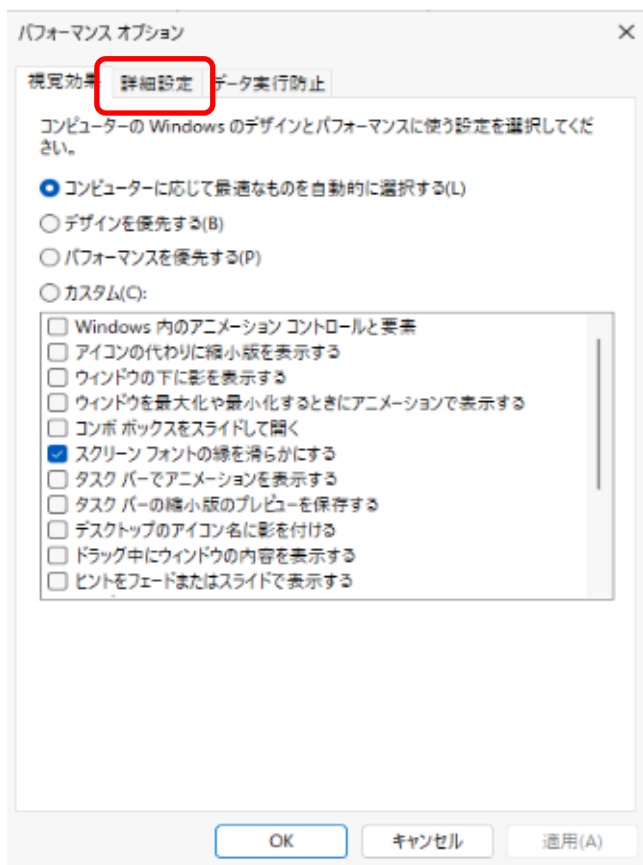 パフォーマンス オプション
視覚効果 詳細設定 データ実行防止
コンピューターの Windows のデザインとパフォーマンスに使う設定を選択してくだ
さい。
コンピューターに応じて最適なものを自動的に選択する(L)
デザインを優先する(B)
パフォーマンスを優先する(P)
カスタム(C):
Windows 内のアニメーション コントロールと要素
アイコンの代わりに縮小版を表示する
ウィンドウの下に影を表示する
ウィンドウを最大化や最小化するときにアニメーションで表示する
コンボ ボックスをスライドして開く
スクリーン フォントの縁を滑らかにする
タスク バーでアニメーションを表示する
タスク バーの縮小版のプレビューを保存する
デスクトップのアイコン名に影を付ける
ドラッグ中にウィンドウの内容を表示する
ヒントをフェードまたはスライドで表示する
OK キャンセル 適用(A)